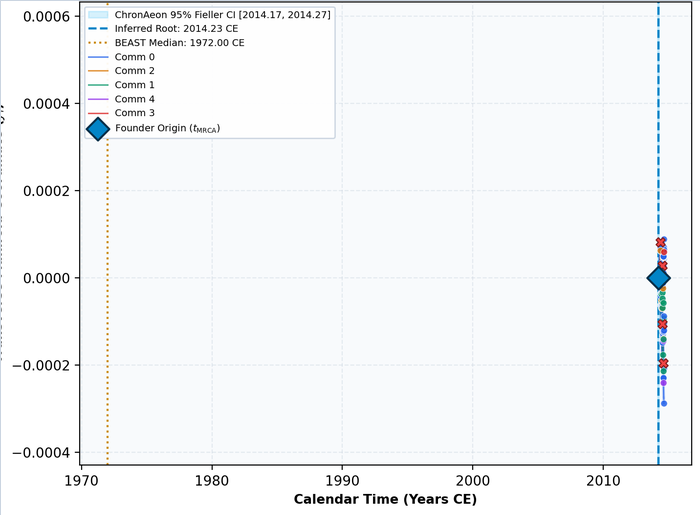 ChronAeon 95% Fieller CI [2014.17, 2014.27]
Inferred Root: 2014.23 CE
BEAST Median: 1972.00 CE
Comm 0
Comm 2
Comm 1
Comm 4
Comm 3
Founder Origin (tMRCA)
0.0006
0.0004
0.0002
0.0000
−0.0002
−0.0004
1970
1980
1990
2000
2010
Calendar Time (Years CE)